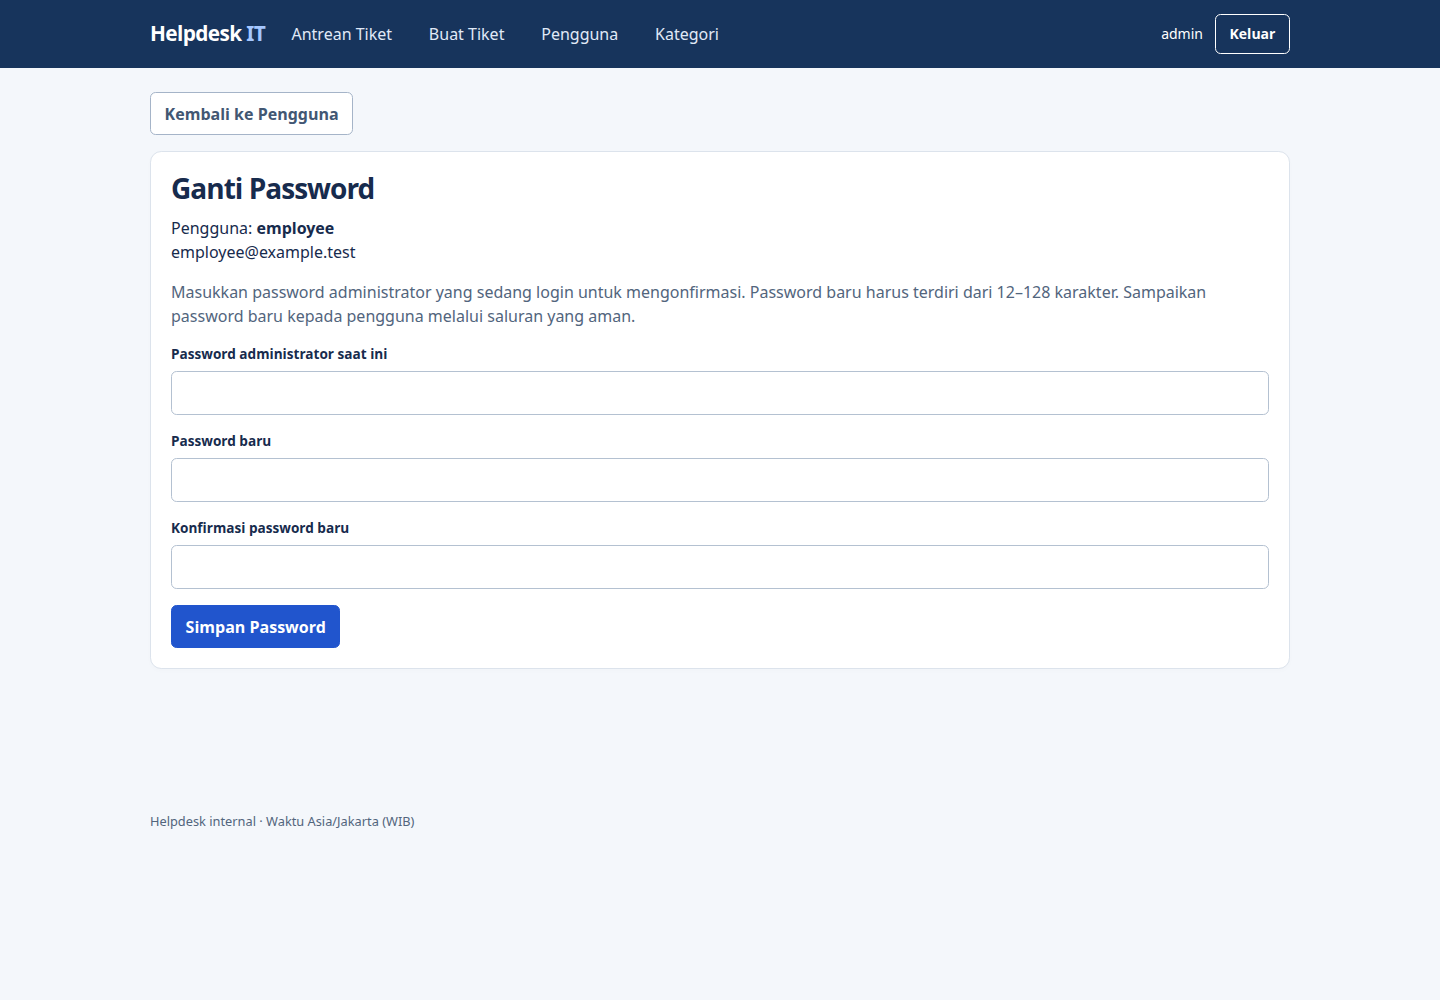 Helpdesk IT
Antrean Tiket
Buat Tiket
Pengguna
Kategori
admin
Keluar
Kembali ke Pengguna
Ganti Password
Pengguna: employee
employee@example.test
Masukkan password administrator yang sedang login untuk mengonfirmasi. Password baru harus terdiri dari 12–128 karakter. Sampaikan
password baru kepada pengguna melalui saluran yang aman.
Password administrator saat ini
Password baru
Konfirmasi password baru
Simpan Password
Helpdesk internal · Waktu Asia/Jakarta (WIB)